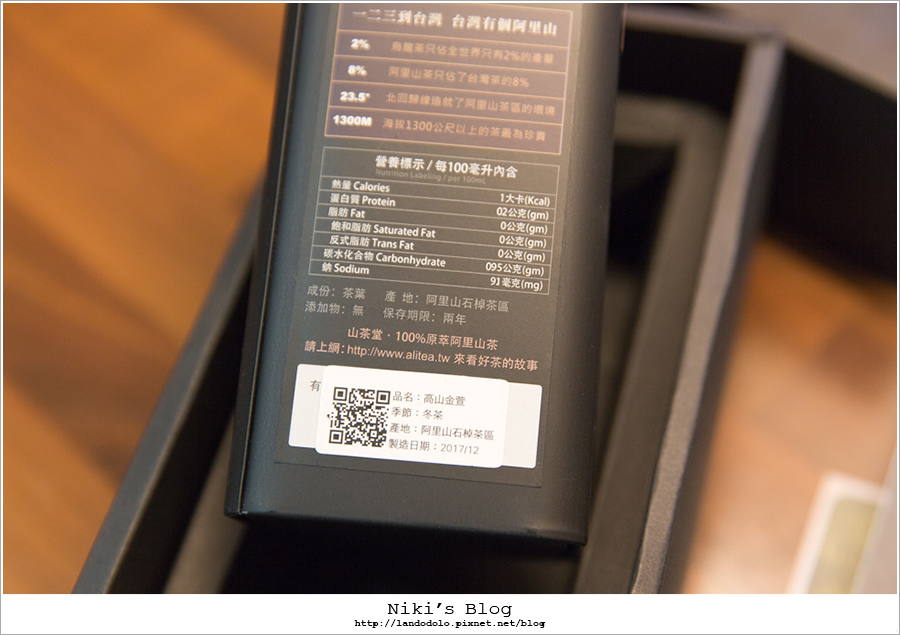 一二三到台灣 台灣有個阿里山
2% 烏龍茶只佔全世界只有2%的產量
8% 阿里山茶只佔了台灣茶的8%
23.5° 北回歸線造就了阿里山茶區的環境
1300M 海拔1300公尺以上的茶最為珍貴
營養標示 / 每100毫升內含
Nutrition Labeling / per 100mL
熱量 Calories 1大卡(Kcal)
蛋白質 Protein 02公克(gm)
脂肪 Fat 0公克(gm)
飽和脂肪 Saturated Fat 0公克(gm)
反式脂肪 Trans Fat 0公克(gm)
碳水化合物 Carbonhydrate 095公克(gm)
鈉 Sodium 91毫克(mg)
成份：茶葉 產 地：阿里山石棹茶區
添加物：無 保存期限：兩年
山茶堂．100%原萃阿里山茶
請上網：http://www.alitea.tw 來看好茶的故事
有
品名：高山金萱
季節：冬茶
產地：阿里山石棹茶區
製造日期：2017/12
Niki's Blog
http://landodolo.pixnet.net/blog